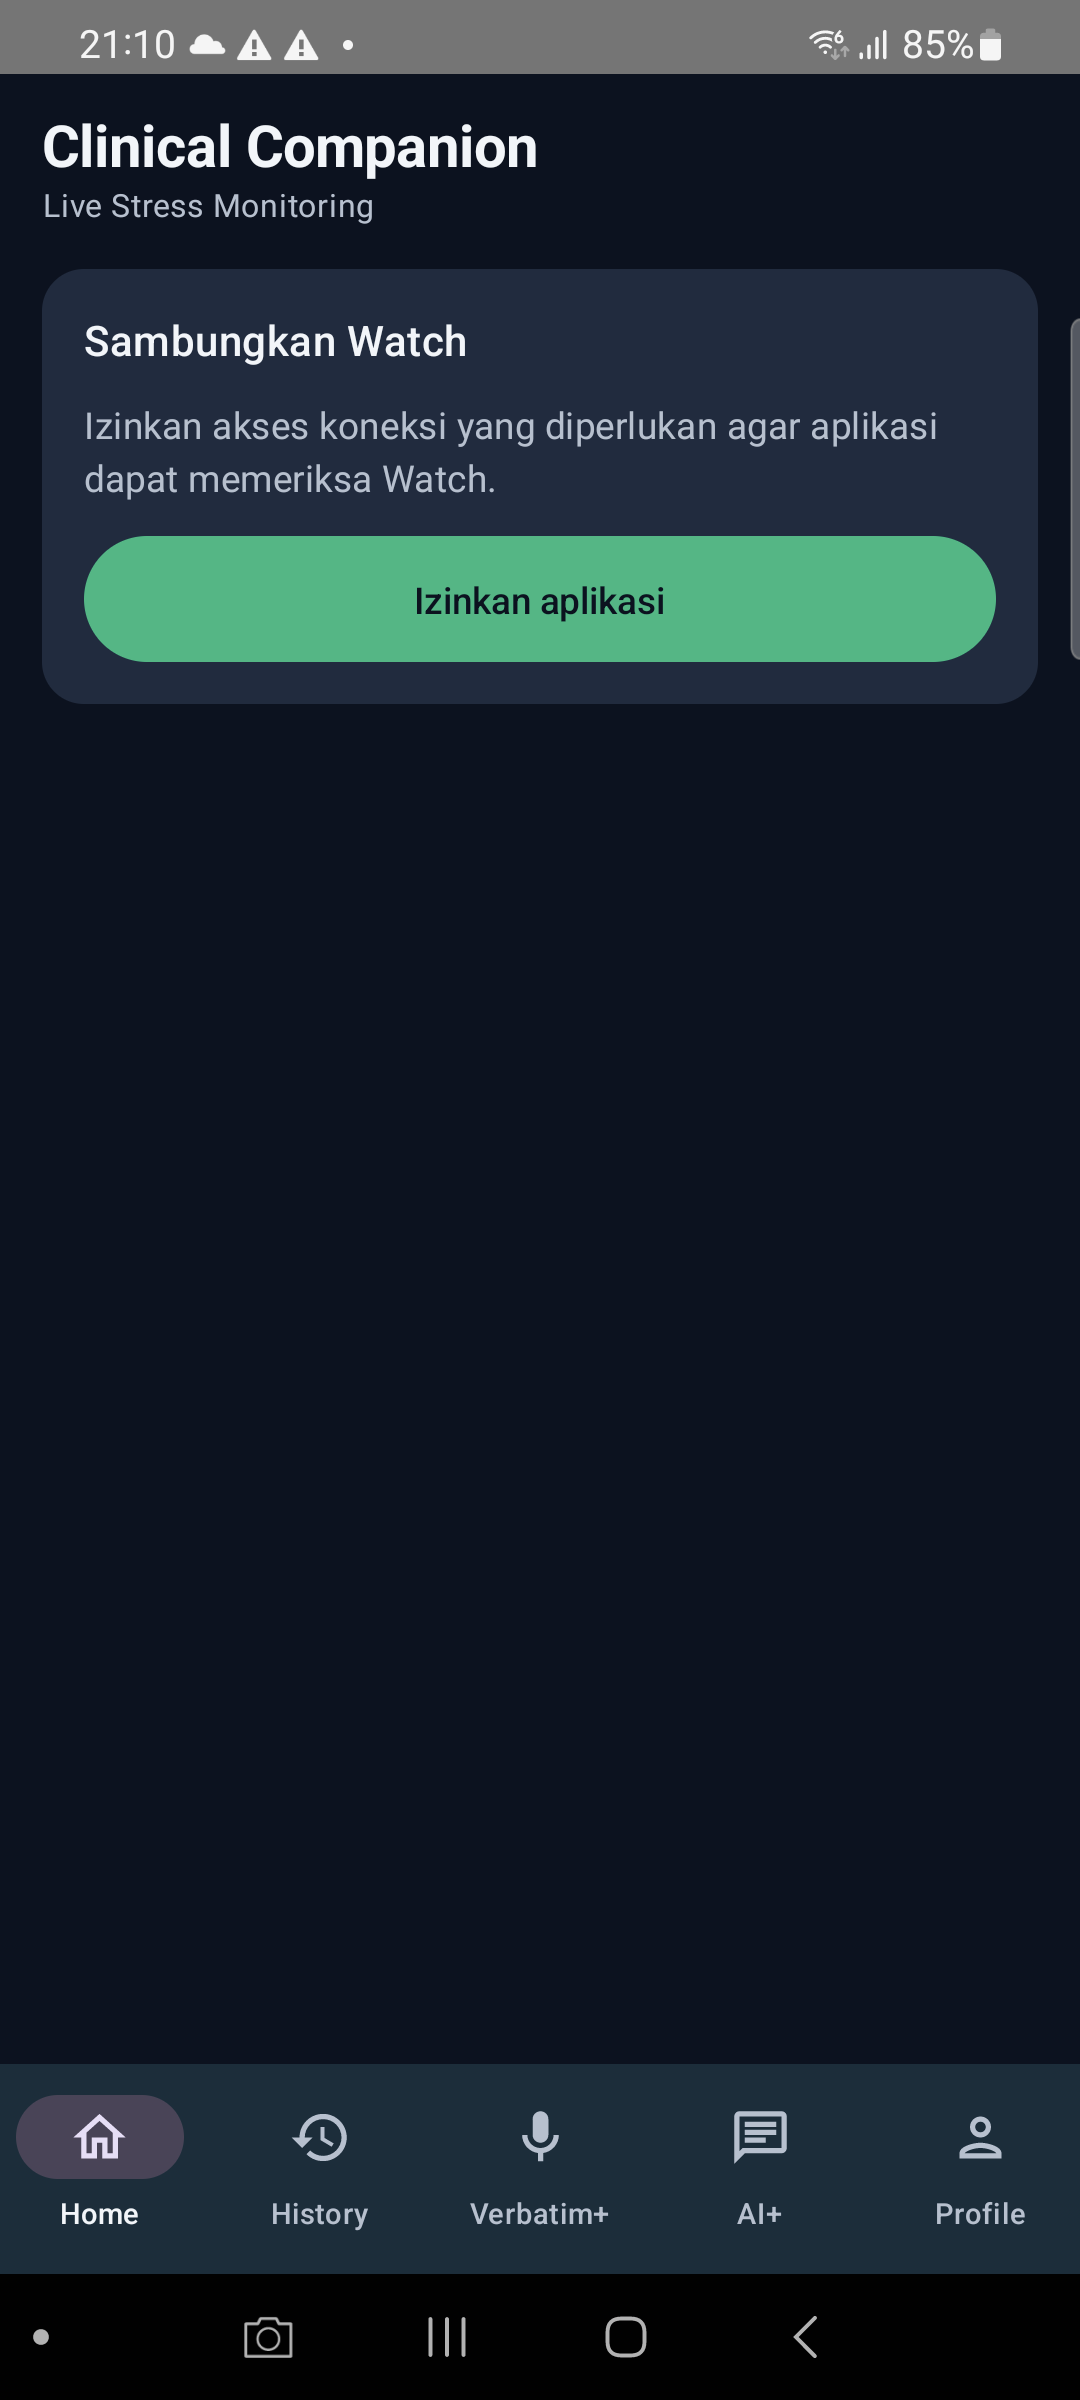 21:10
85%
Clinical Companion
Live Stress Monitoring
Sambungkan Watch
Izinkan akses koneksi yang diperlukan agar aplikasi
dapat memeriksa Watch.
Izinkan aplikasi
Home
History
Verbatim+
AI+
Profile